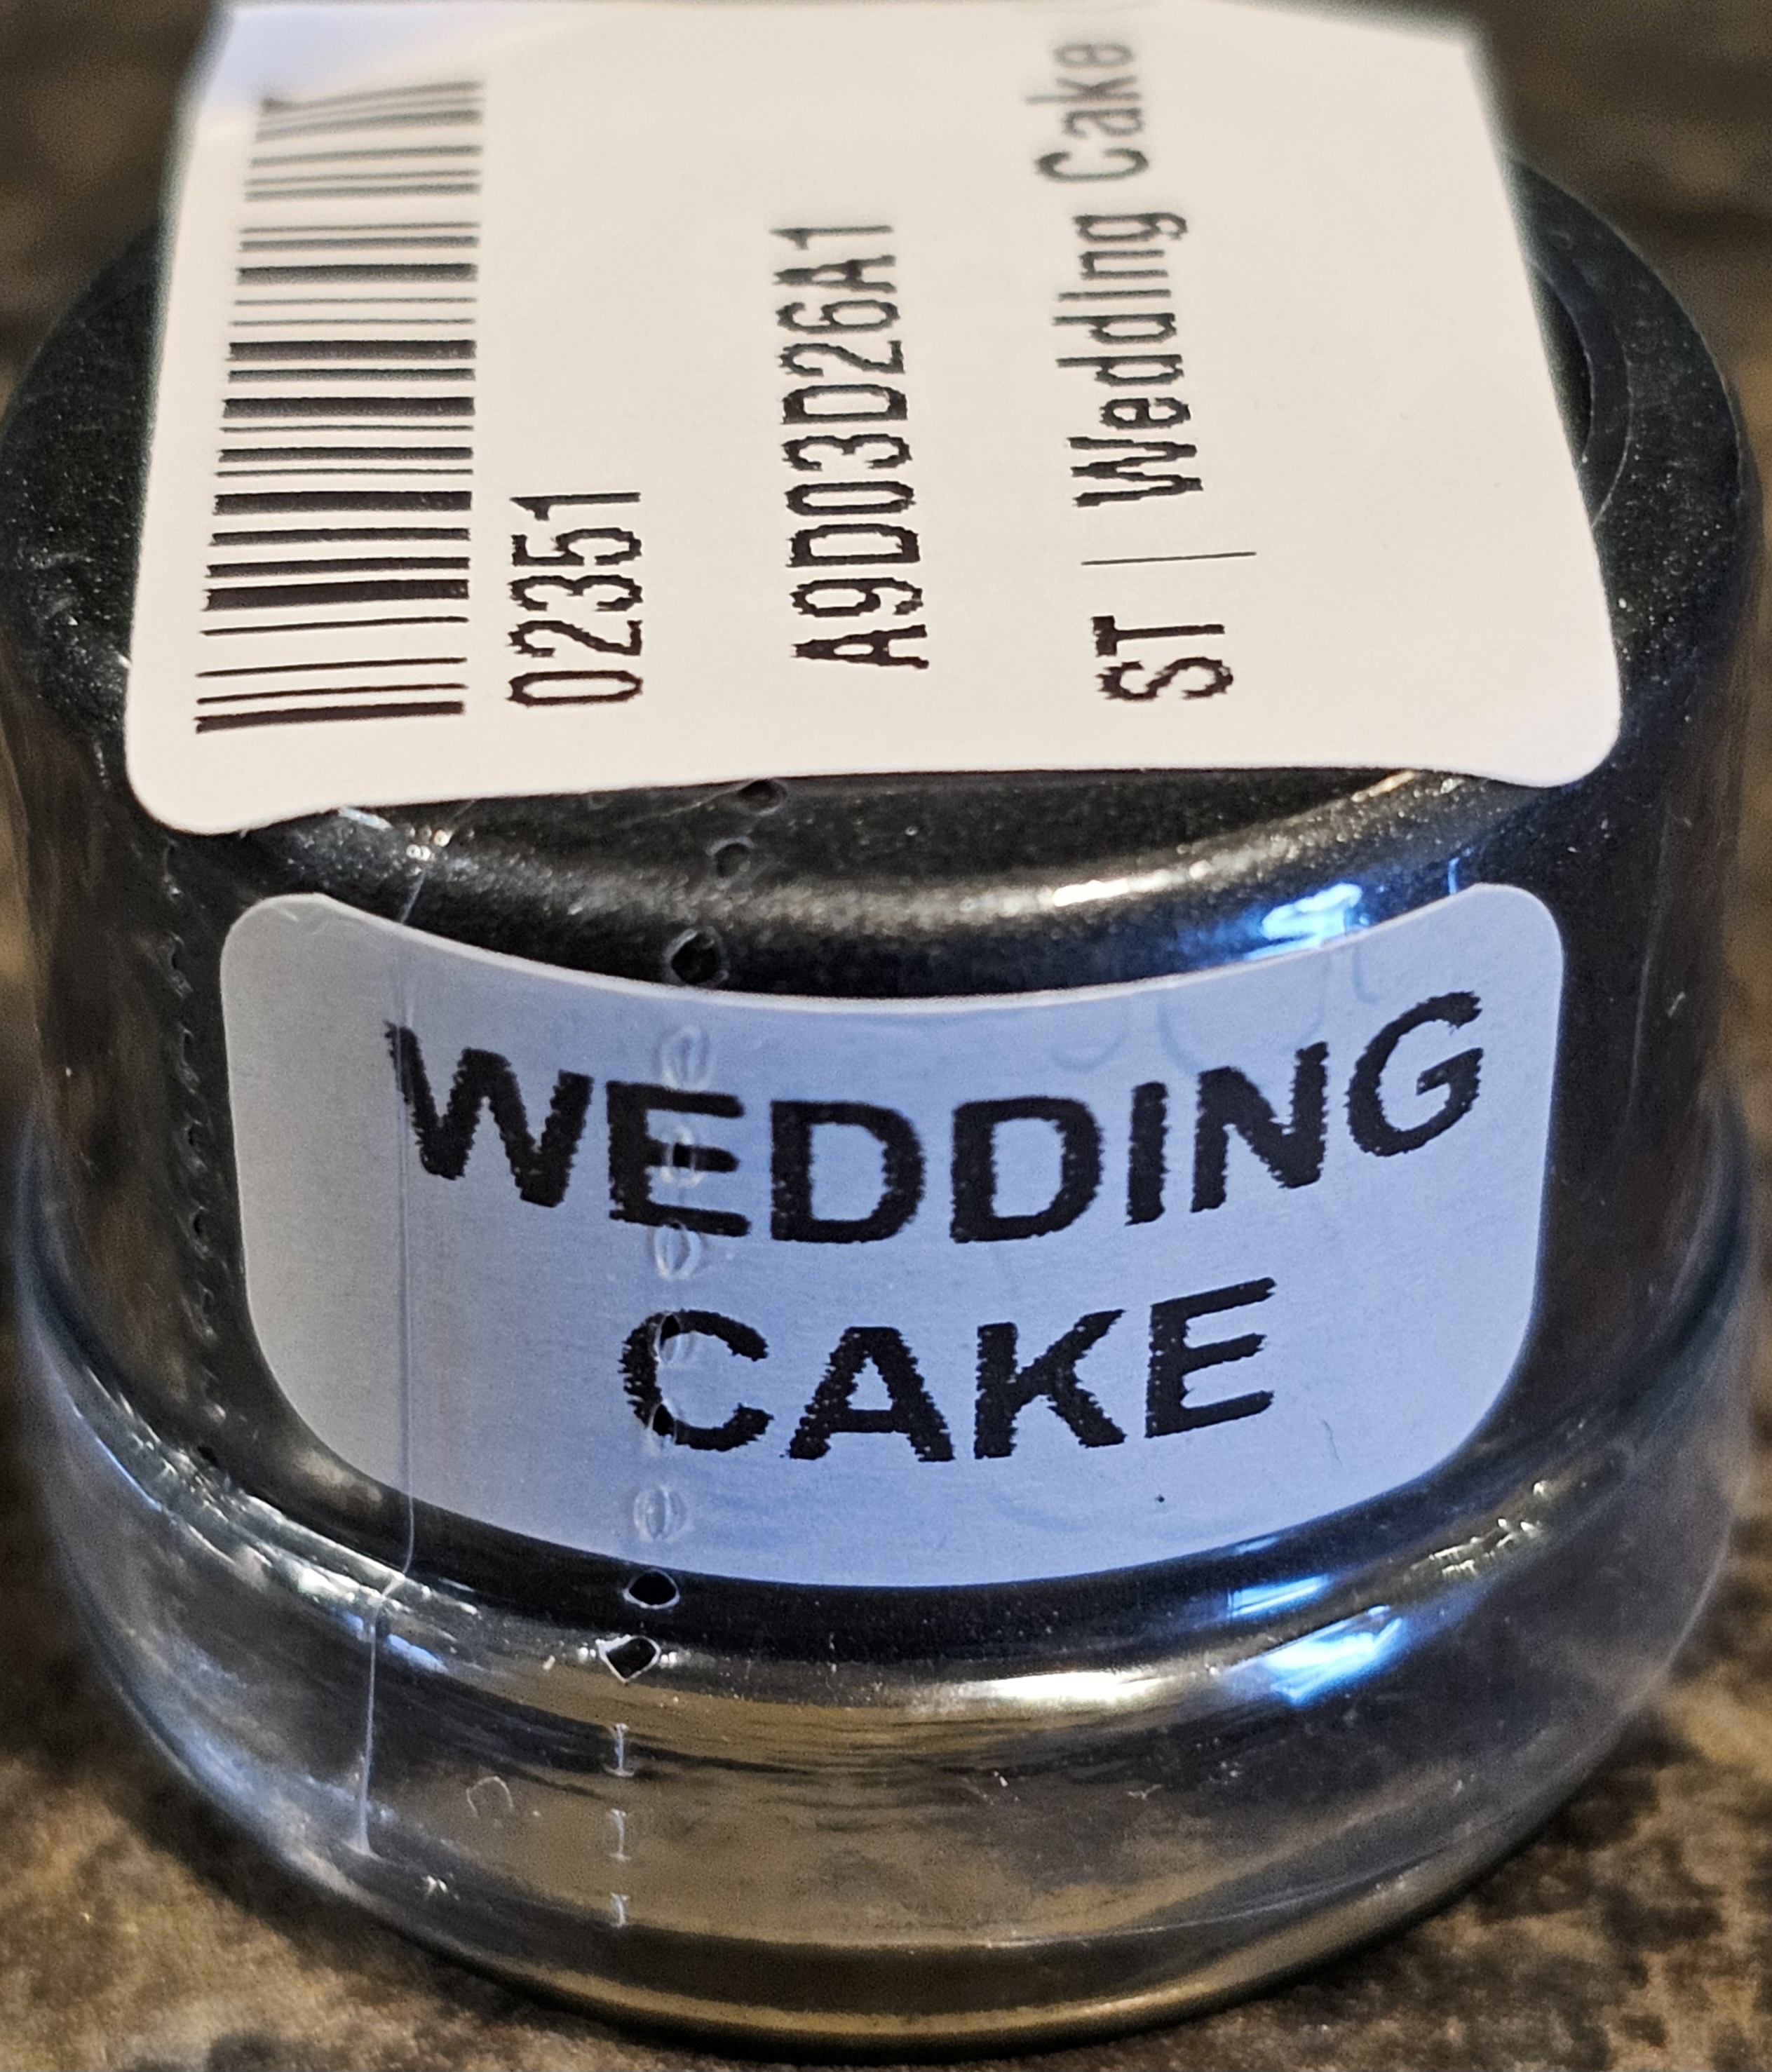 02351
A9D03D26A1
ST | Wedding Cake
WEDDING
CAKE